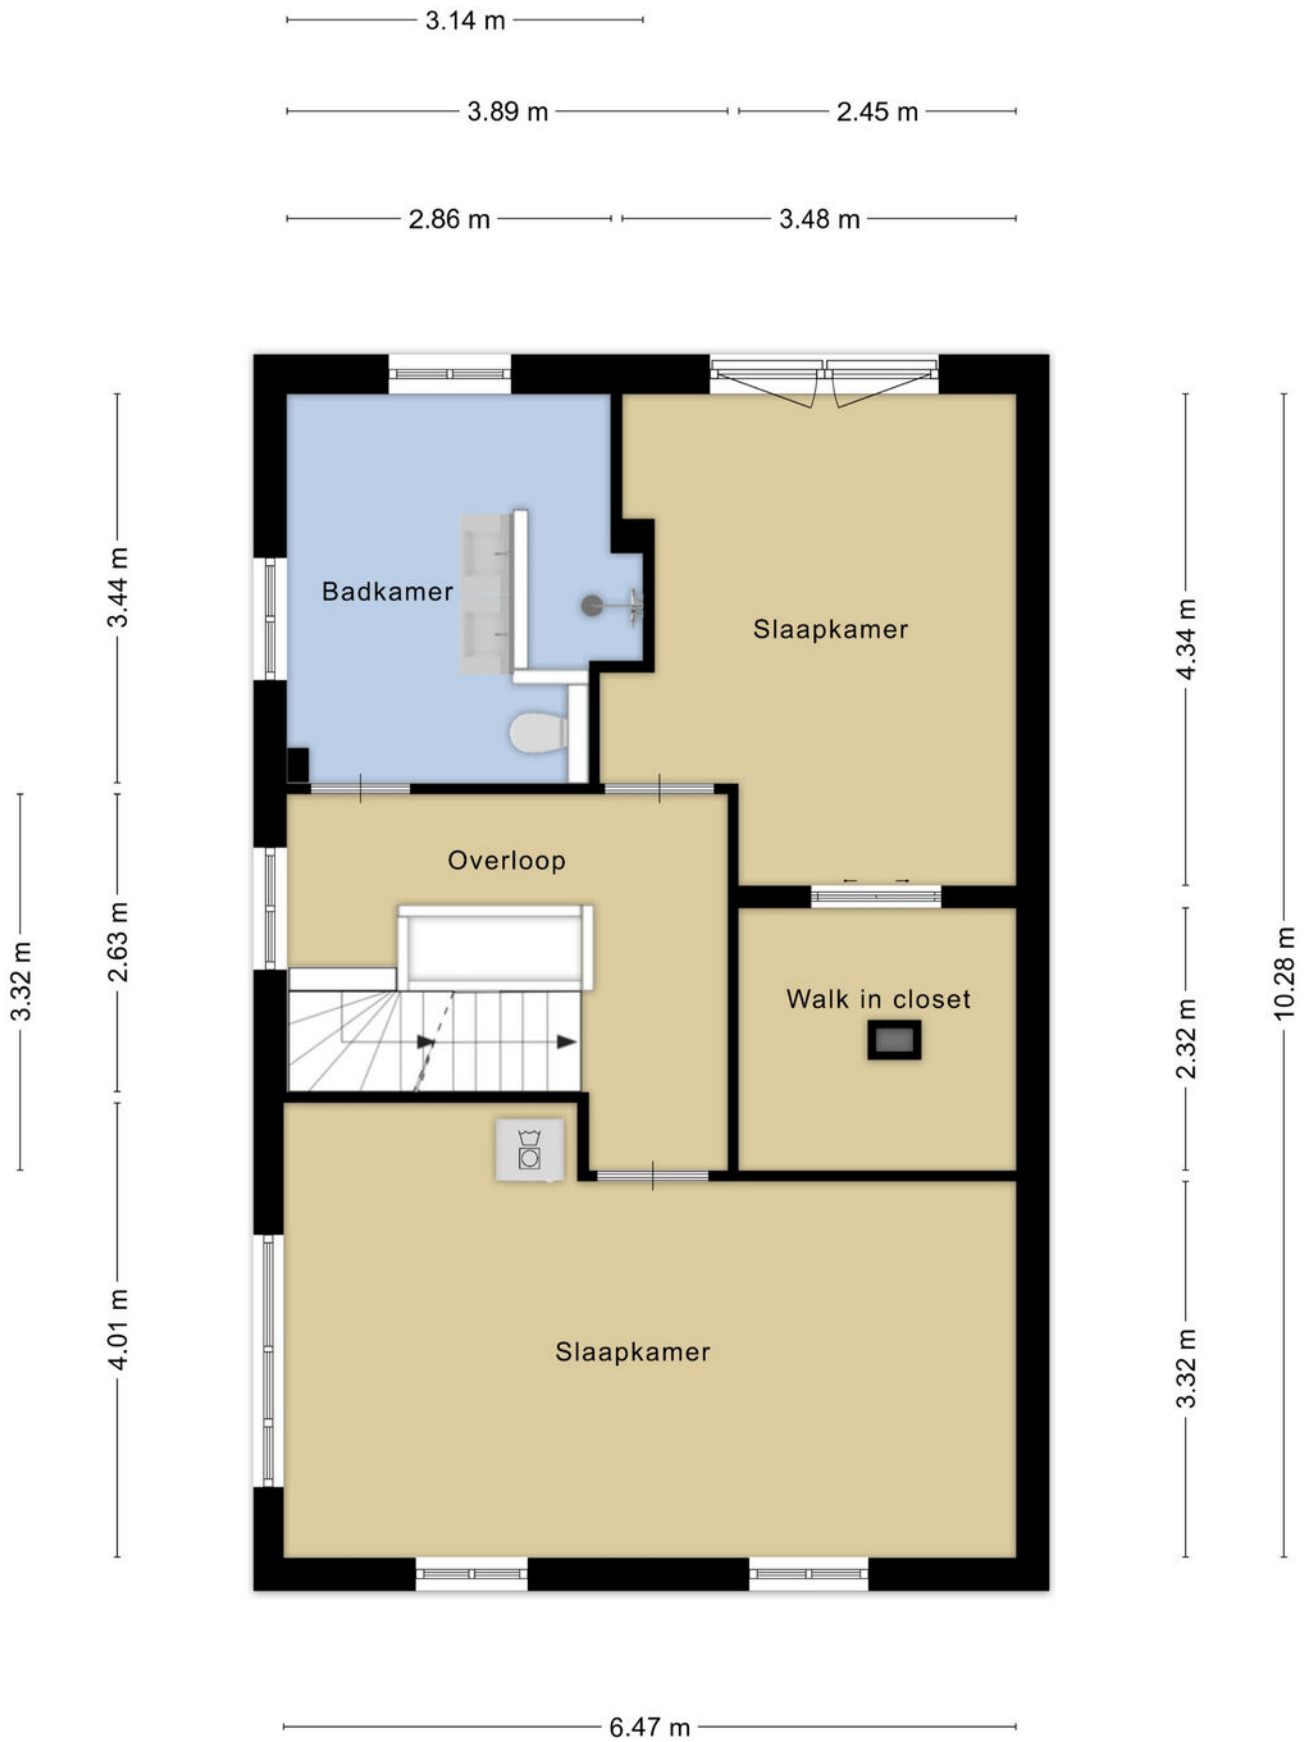 3.14 m
3.89 m
2.45 m
2.86 m
3.48 m
3.44 m
Badkamer
Slaapkamer
4.34 m
Overloop
2.63 m
3.32 m
10.28 m
Walk in closet
2.32 m
4.01 m
Slaapkamer
3.32 m
6.47 m